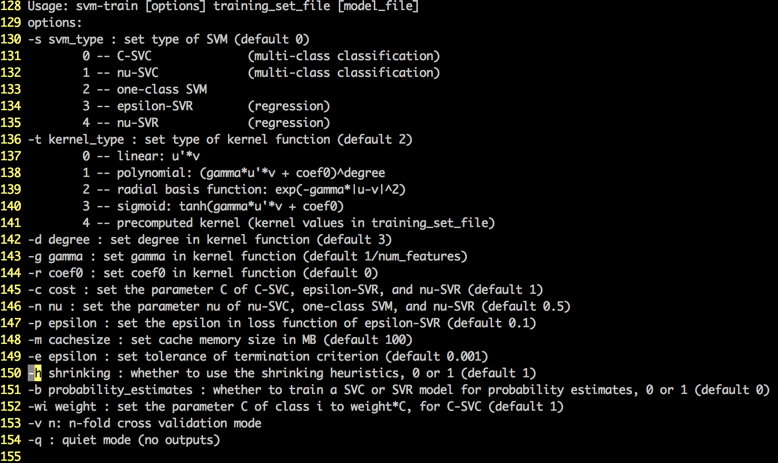 128 Usage: svm-train [options] training_set_file [model_file]
129 options:
130 -s svm_type : set type of SVM (default 0)
131         0 -- C-SVC              (multi-class classification)
132         1 -- nu-SVC             (multi-class classification)
133         2 -- one-class SVM
134         3 -- epsilon-SVR        (regression)
135         4 -- nu-SVR             (regression)
136 -t kernel_type : set type of kernel function (default 2)
137         0 -- linear: u'*v
138         1 -- polynomial: (gamma*u'*v + coef0)^degree
139         2 -- radial basis function: exp(-gamma*|u-v|^2)
140         3 -- sigmoid: tanh(gamma*u'*v + coef0)
141         4 -- precomputed kernel (kernel values in training_set_file)
142 -d degree : set degree in kernel function (default 3)
143 -g gamma : set gamma in kernel function (default 1/num_features)
144 -r coef0 : set coef0 in kernel function (default 0)
145 -c cost : set the parameter C of C-SVC, epsilon-SVR, and nu-SVR (default 1)
146 -n nu : set the parameter nu of nu-SVC, one-class SVM, and nu-SVR (default 0.5)
147 -p epsilon : set the epsilon in loss function of epsilon-SVR (default 0.1)
148 -m cachesize : set cache memory size in MB (default 100)
149 -e epsilon : set tolerance of termination criterion (default 0.001)
150 -h shrinking : whether to use the shrinking heuristics, 0 or 1 (default 1)
151 -b probability_estimates : whether to train a SVC or SVR model for probability estimates, 0 or 1 (default 0)
152 -wi weight : set the parameter C of class i to weight*C, for C-SVC (default 1)
153 -v n: n-fold cross validation mode
154 -q : quiet mode (no outputs)
155